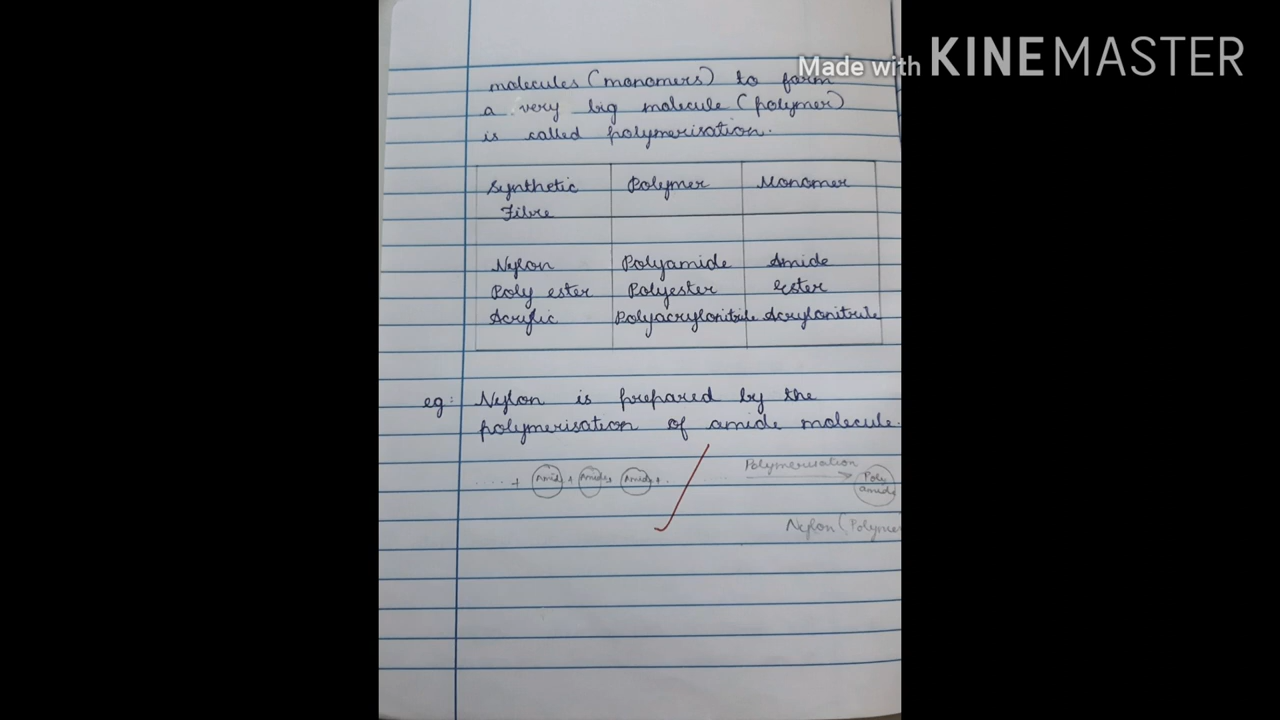 Made with KINEMASTER
molecules (monomers) to form
a very big molecule (polymer)
is called polymerisation.
Synthetic Fibre Polymer Monomer
Nylon Polyamide Amide
Poly ester Polyester Ester
Acrylic Polyacrylonitrile Acrylonitrile
eg: Nylon is prepared by the
polymerisation of amide molecule.
..... + Amid + Amide + Amide + ..... Polymerisation Poly amide
Nylon (Polyme